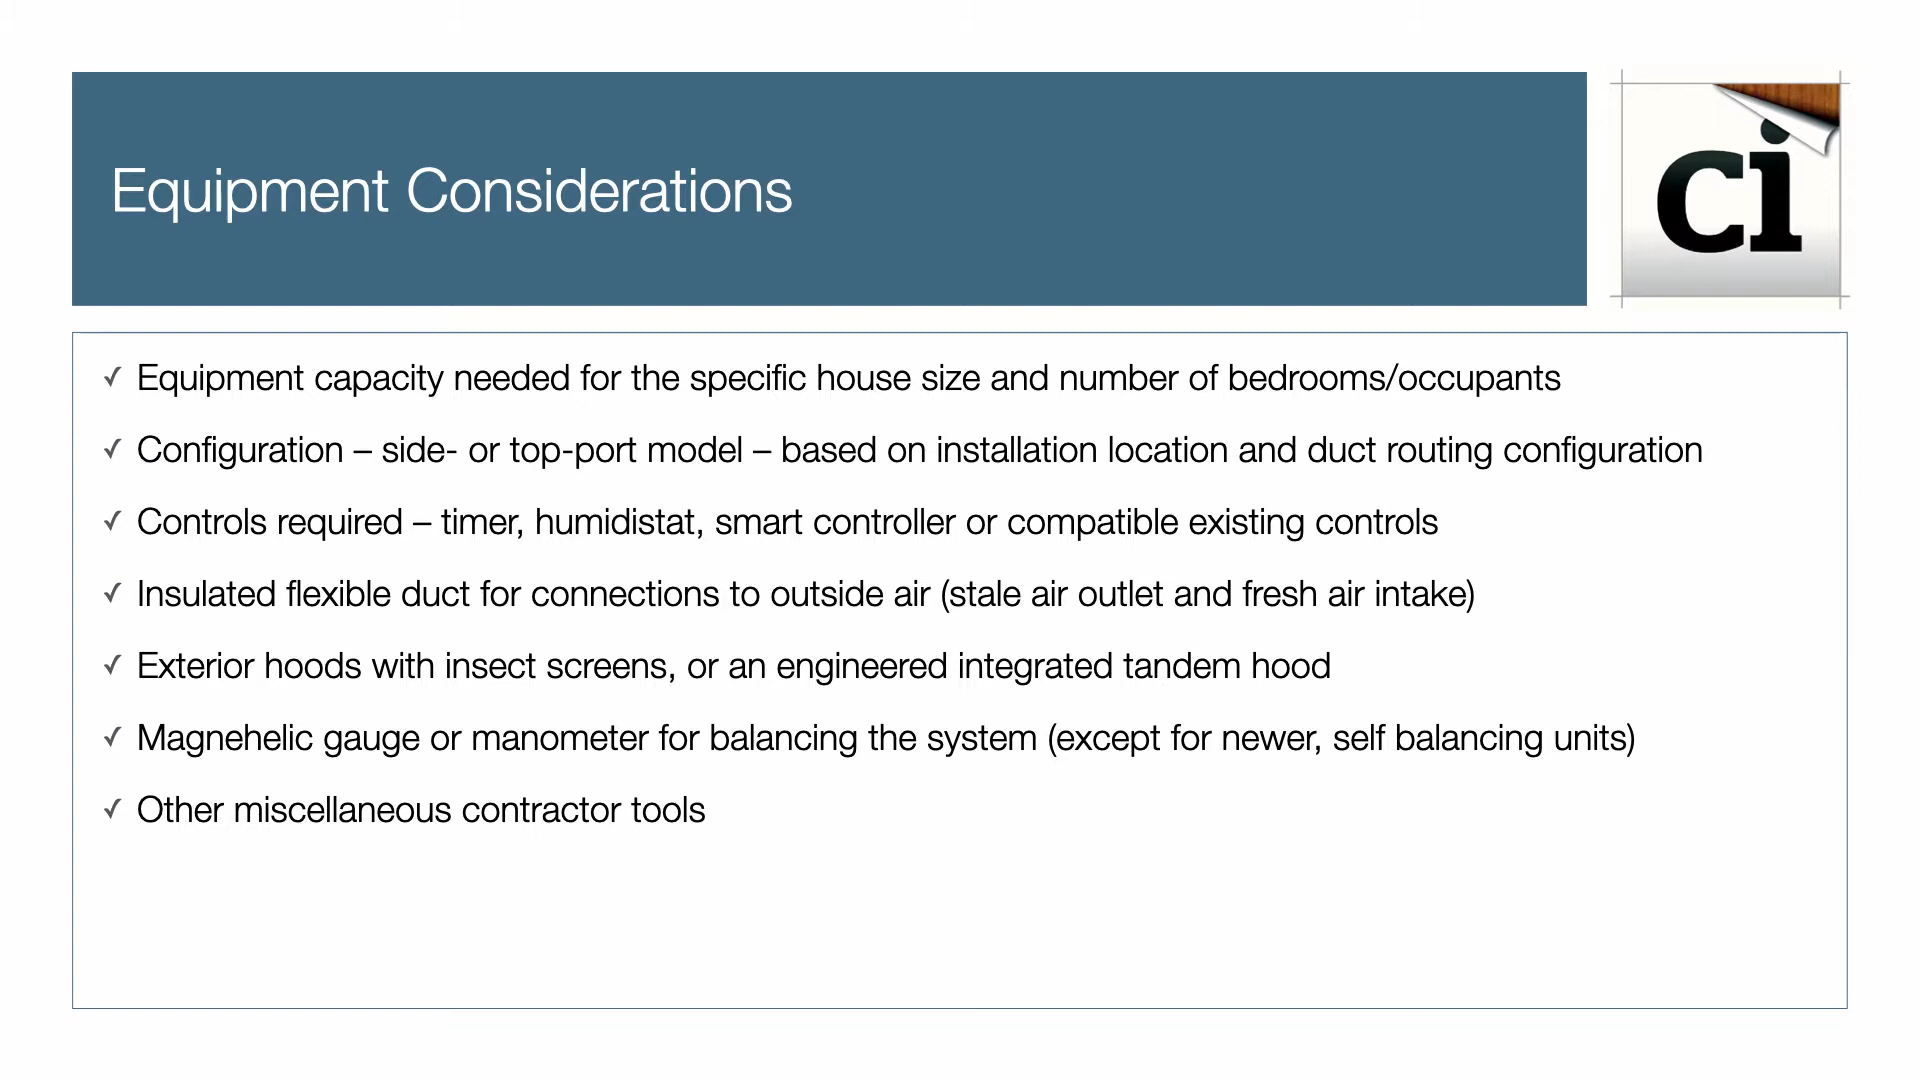 Equipment Considerations
ci
✓ Equipment capacity needed for the specific house size and number of bedrooms/occupants
✓ Configuration – side- or top-port model – based on installation location and duct routing configuration
✓ Controls required – timer, humidistat, smart controller or compatible existing controls
✓ Insulated flexible duct for connections to outside air (stale air outlet and fresh air intake)
✓ Exterior hoods with insect screens, or an engineered integrated tandem hood
✓ Magnehelic gauge or manometer for balancing the system (except for newer, self balancing units)
✓ Other miscellaneous contractor tools